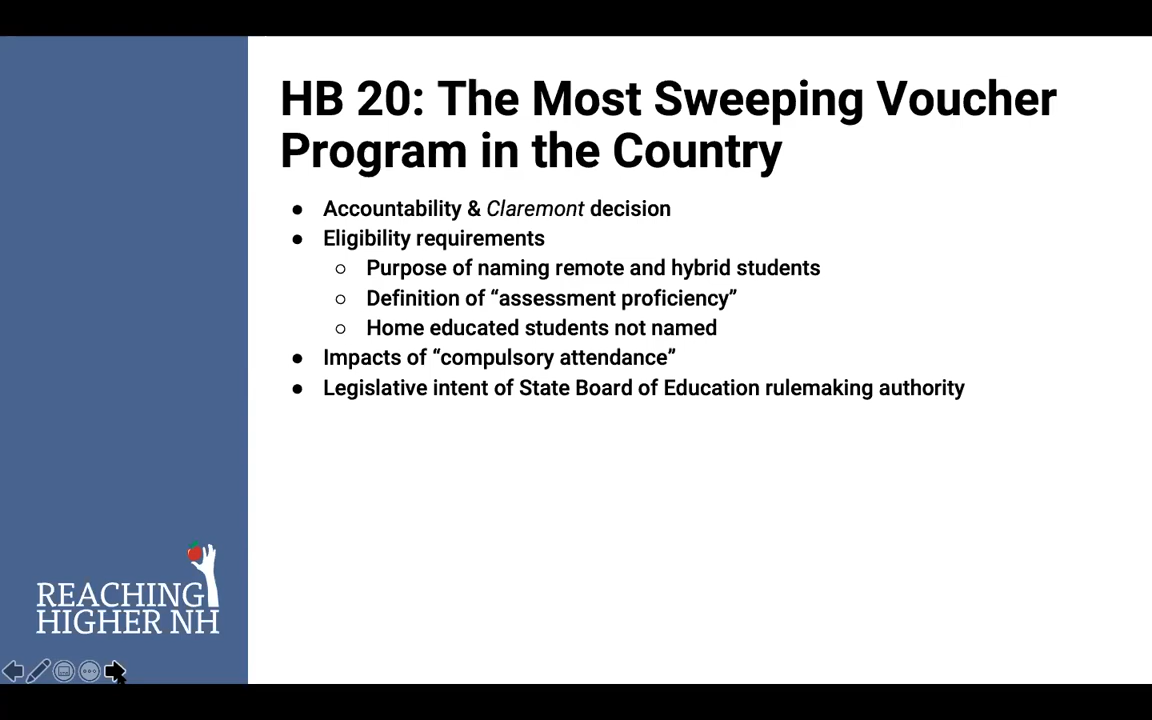 HB 20: The Most Sweeping Voucher
Program in the Country
● Accountability & Claremont decision
● Eligibility requirements
○ Purpose of naming remote and hybrid students
○ Definition of “assessment proficiency”
○ Home educated students not named
● Impacts of “compulsory attendance”
● Legislative intent of State Board of Education rulemaking authority
REACHING
HIGHER NH